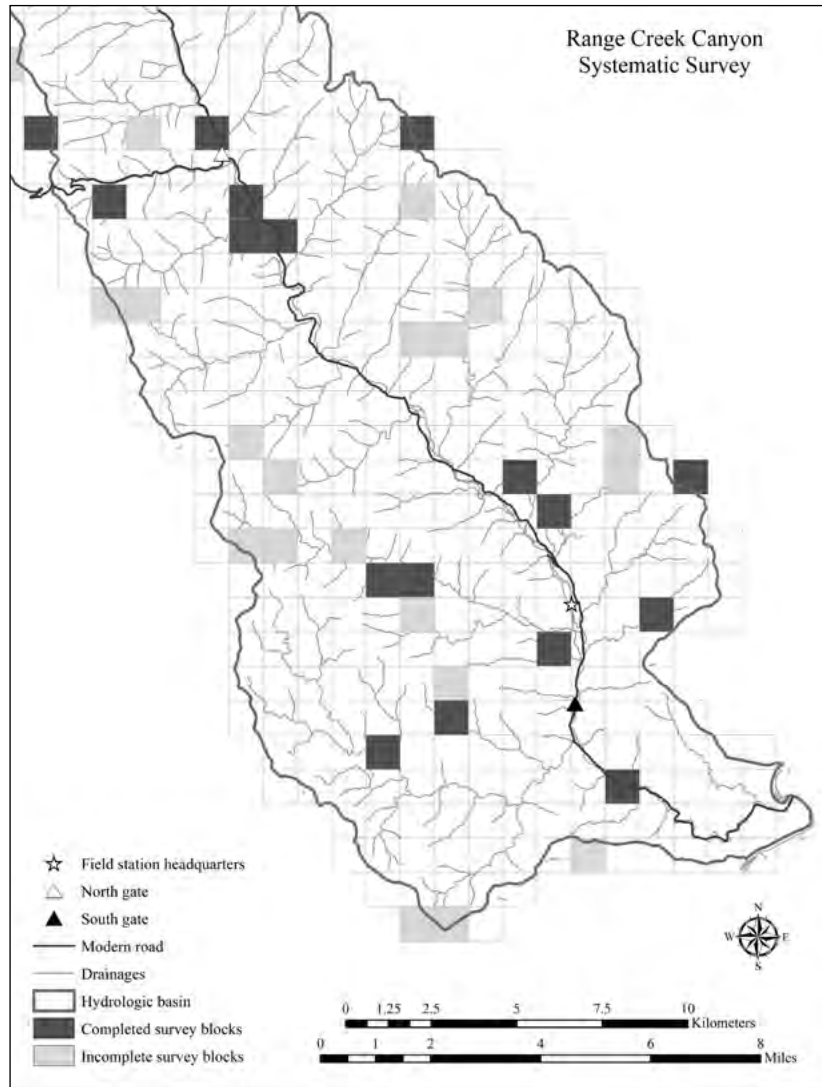 Range Creek Canyon
Systematic Survey
Field station headquarters
North gate
South gate
Modern road
Drainages
Hydrologic basin
Completed survey blocks
Incomplete survey blocks
N
W E
S
0 1.25 2.5 5 7.5 10
Kilometers
0 1 2 4 6 8
Miles